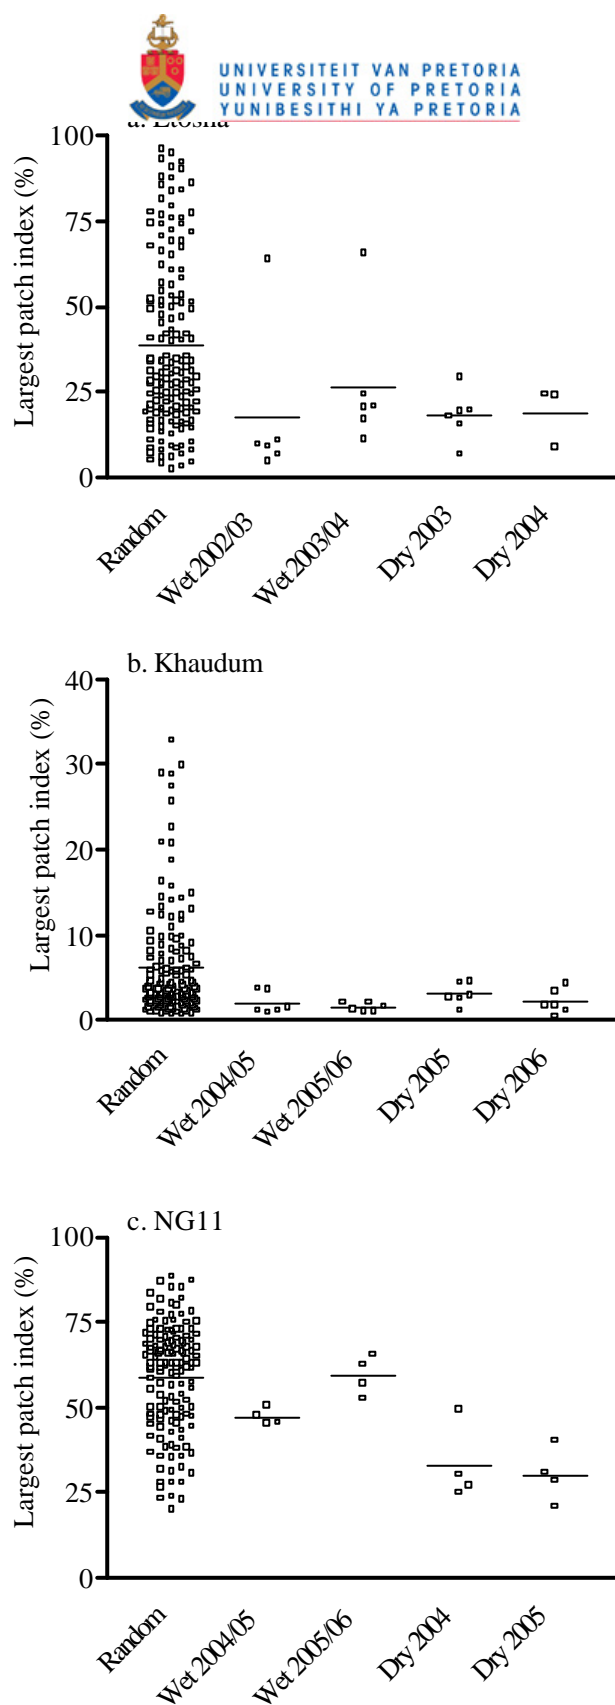 UNIVERSITEIT VAN PRETORIA
UNIVERSITY OF PRETORIA
YUNIBESITHI YA PRETORIA
a. Etosha
Largest patch index (%)
100
75
50
25
0
Random
Wet 2002/03
Wet 2003/04
Dry 2003
Dry 2004
b. Khaudum
Largest patch index (%)
40
30
20
10
0
Random
Wet 2004/05
Wet 2005/06
Dry 2005
Dry 2006
c. NG11
Largest patch index (%)
100
75
50
25
0
Random
Wet 2004/05
Wet 2005/06
Dry 2004
Dry 2005